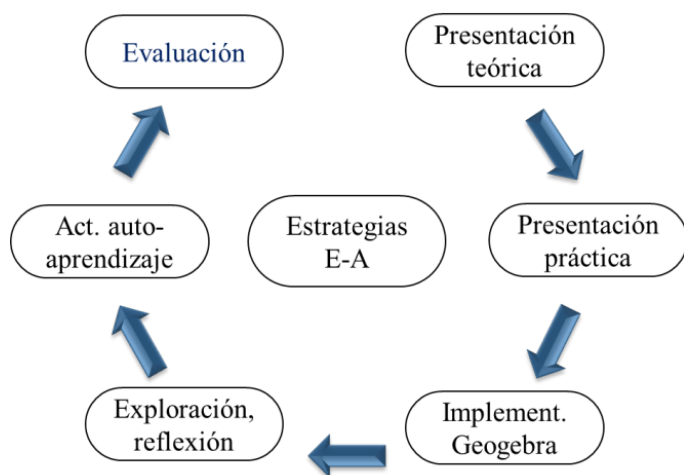 Evaluación
Presentación
teórica
Act. auto-
aprendizaje
Estrategias
E-A
Presentación
práctica
Exploración,
reflexión
Implement.
Geogebra